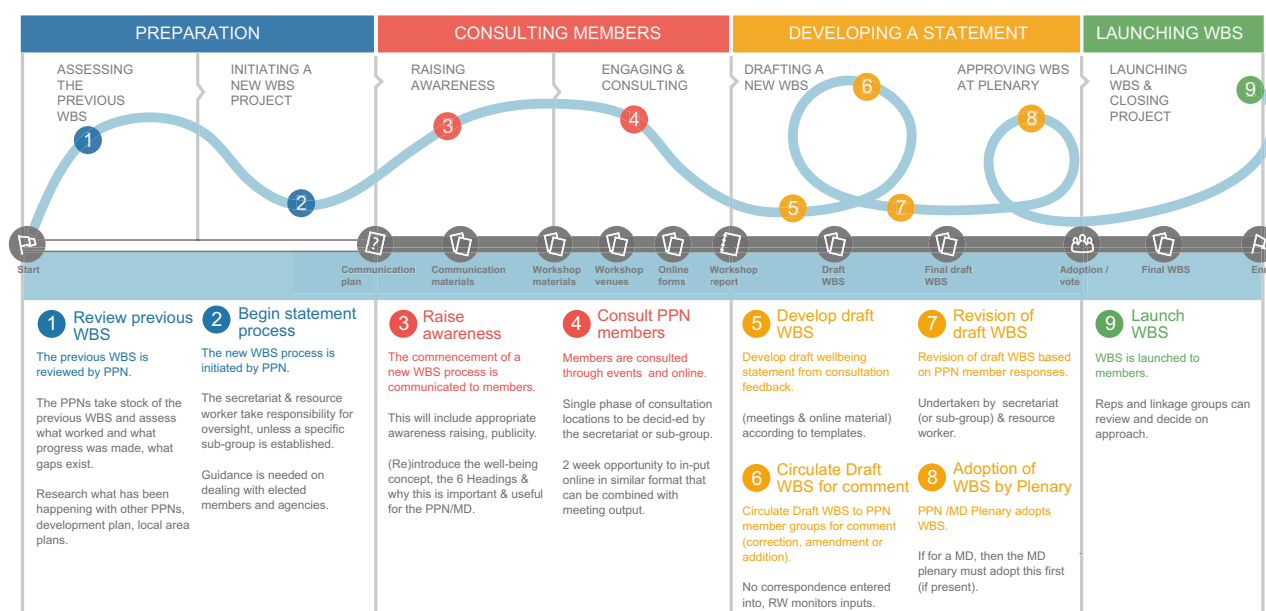 PREPARATION
CONSULTING MEMBERS
DEVELOPING A STATEMENT
LAUNCHING WBS
ASSESSING
THE
PREVIOUS
WBS
INITIATING A
NEW WBS
PROJECT
RAISING
AWARENESS
ENGAGING &
CONSULTING
DRAFTING A
NEW WBS
APPROVING WBS
AT PLENARY
LAUNCHING
WBS &
CLOSING
PROJECT
1
2
3
4
5
6
7
8
9
?
Start
Communication
plan
Communication
materials
Workshop
materials
Workshop
venues
Online
forms
Workshop
report
Draft
WBS
Final draft
WBS
Adoption /
vote
Final WBS
End
1 Review previous
WBS
The previous WBS is
reviewed by PPN.
The PPNs take stock of the
previous WBS and assess
what worked and what
progress was made, what
gaps exist.
Research what has been
happening with other PPNs,
development plan, local area
plans.
2 Begin statement
process
The new WBS process is
initiated by PPN.
The secretariat & resource
worker take responsibility for
oversight, unless a specific
sub-group is established.
Guidance is needed on
dealing with elected
members and agencies.
3 Raise
awareness
The commencement of a
new WBS process is
communicated to members.
This will include appropriate
awareness raising, publicity.
(Re)introduce the well-being
concept, the 6 Headings &
why this is important & useful
for the PPN/MD.
4 Consult PPN
members
Members are consulted
through events and online.
Single phase of consultation
locations to be decid-ed by
the secretariat or sub-group.
2 week opportunity to in-put
online in similar format that
can be combined with
meeting output.
5 Develop draft
WBS
Develop draft wellbeing
statement from consultation
feedback.
(meetings & online material)
according to templates.
6 Circulate Draft
WBS for comment
Circulate Draft WBS to PPN
member groups for comment
(correction, amendment or
addition).
No correspondence entered
into, RW monitors inputs.
7 Revision of
draft WBS
Revision of draft WBS based
on PPN member responses.
Undertaken by secretariat
(or sub-group) & resource
worker.
8 Adoption of
WBS by Plenary
PPN /MD Plenary adopts
WBS.
If for a MD, then the MD
plenary must adopt this first
(if present).
9 Launch
WBS
WBS is launched to
members.
Reps and linkage groups can
review and decide on
approach.